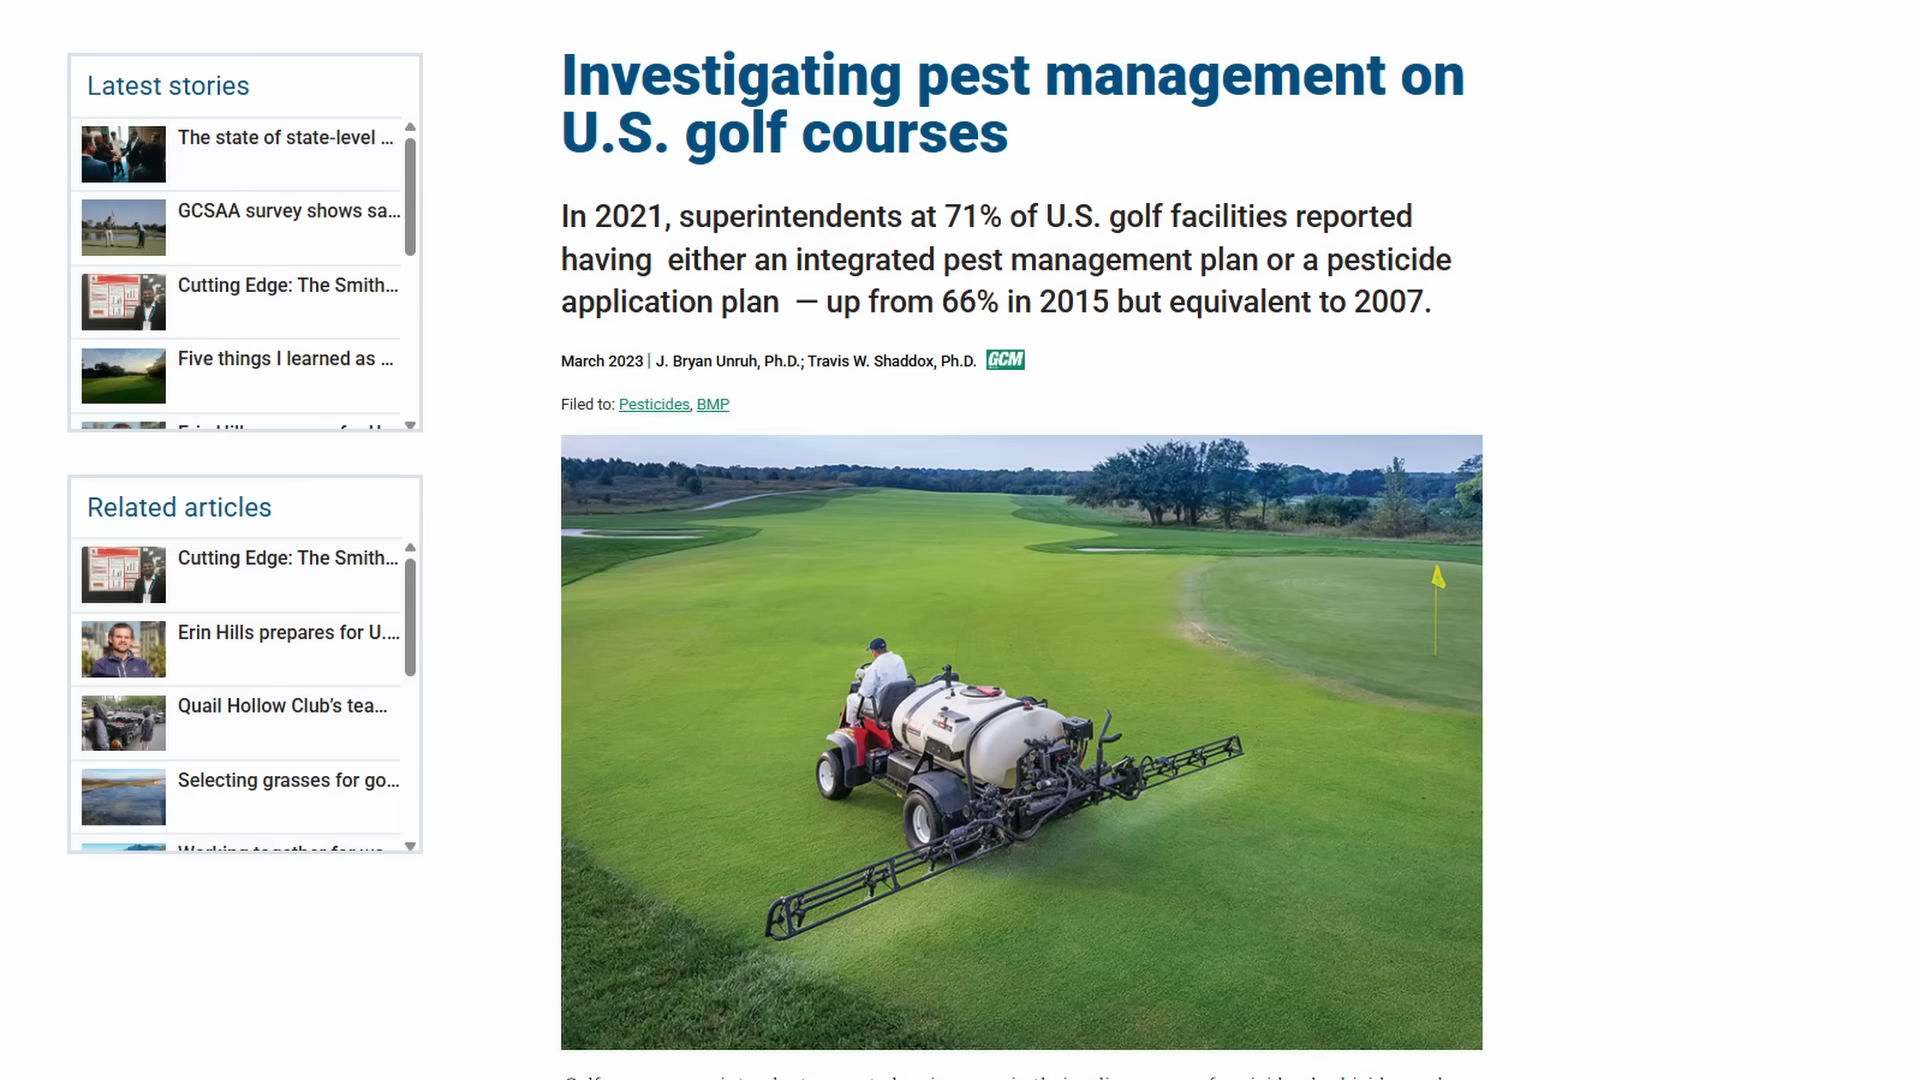 Latest stories
The state of state-level ...
GCSAA survey shows sa...
Cutting Edge: The Smith...
Five things I learned as ...
Related articles
Cutting Edge: The Smith...
Erin Hills prepares for U....
Quail Hollow Club's tea...
Selecting grasses for go...
Investigating pest management on
U.S. golf courses
In 2021, superintendents at 71% of U.S. golf facilities reported
having either an integrated pest management plan or a pesticide
application plan — up from 66% in 2015 but equivalent to 2007.
March 2023 | J. Bryan Unruh, Ph.D.; Travis W. Shaddox, Ph.D. GCM
Filed to: Pesticides, BMP